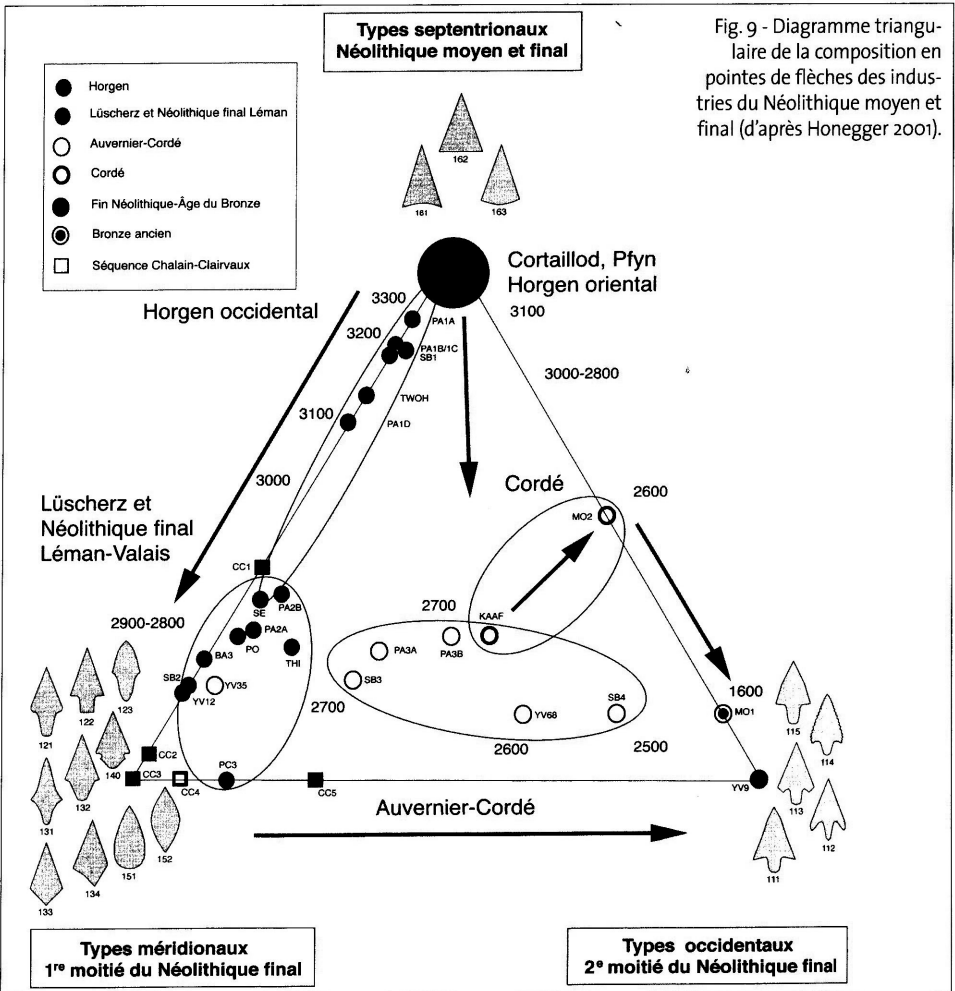 Types septentrionaux
Néolithique moyen et final
Fig. 9 - Diagramme triangu-
laire de la composition en
pointes de flèches des indus-
tries du Néolithique moyen et
final (d'après Honegger 2001).
Horgen
Lüscherz et Néolithique final Léman
Auvernier-Cordé
Cordé
Fin Néolithique-Âge du Bronze
Bronze ancien
Séquence Chalain-Clairvaux
162
161
163
Cortaillod, Pfyn
Horgen oriental
3100
Horgen occidental
3300
PA1A
3200
PA1B/1C
SB1
3000-2800
TWOH
3100
PA1D
3000
Cordé
2600
MO2
Lüscherz et
Néolithique final
Léman-Valais
CC1
SE
PA2B
2900-2800
PA2A
PO
THI
BA3
SB2
YV35
YV12
2700
2700
KAAF
PA3A
PA3B
SB3
SB4
YV68
2600
2500
1600
MO1
115
114
113
112
111
YV9
123
122
121
140
132
131
152
151
134
133
CC2
CC3
CC4
PC3
CC5
Auvernier-Cordé
Types méridionaux
1re moitié du Néolithique final
Types occidentaux
2e moitié du Néolithique final